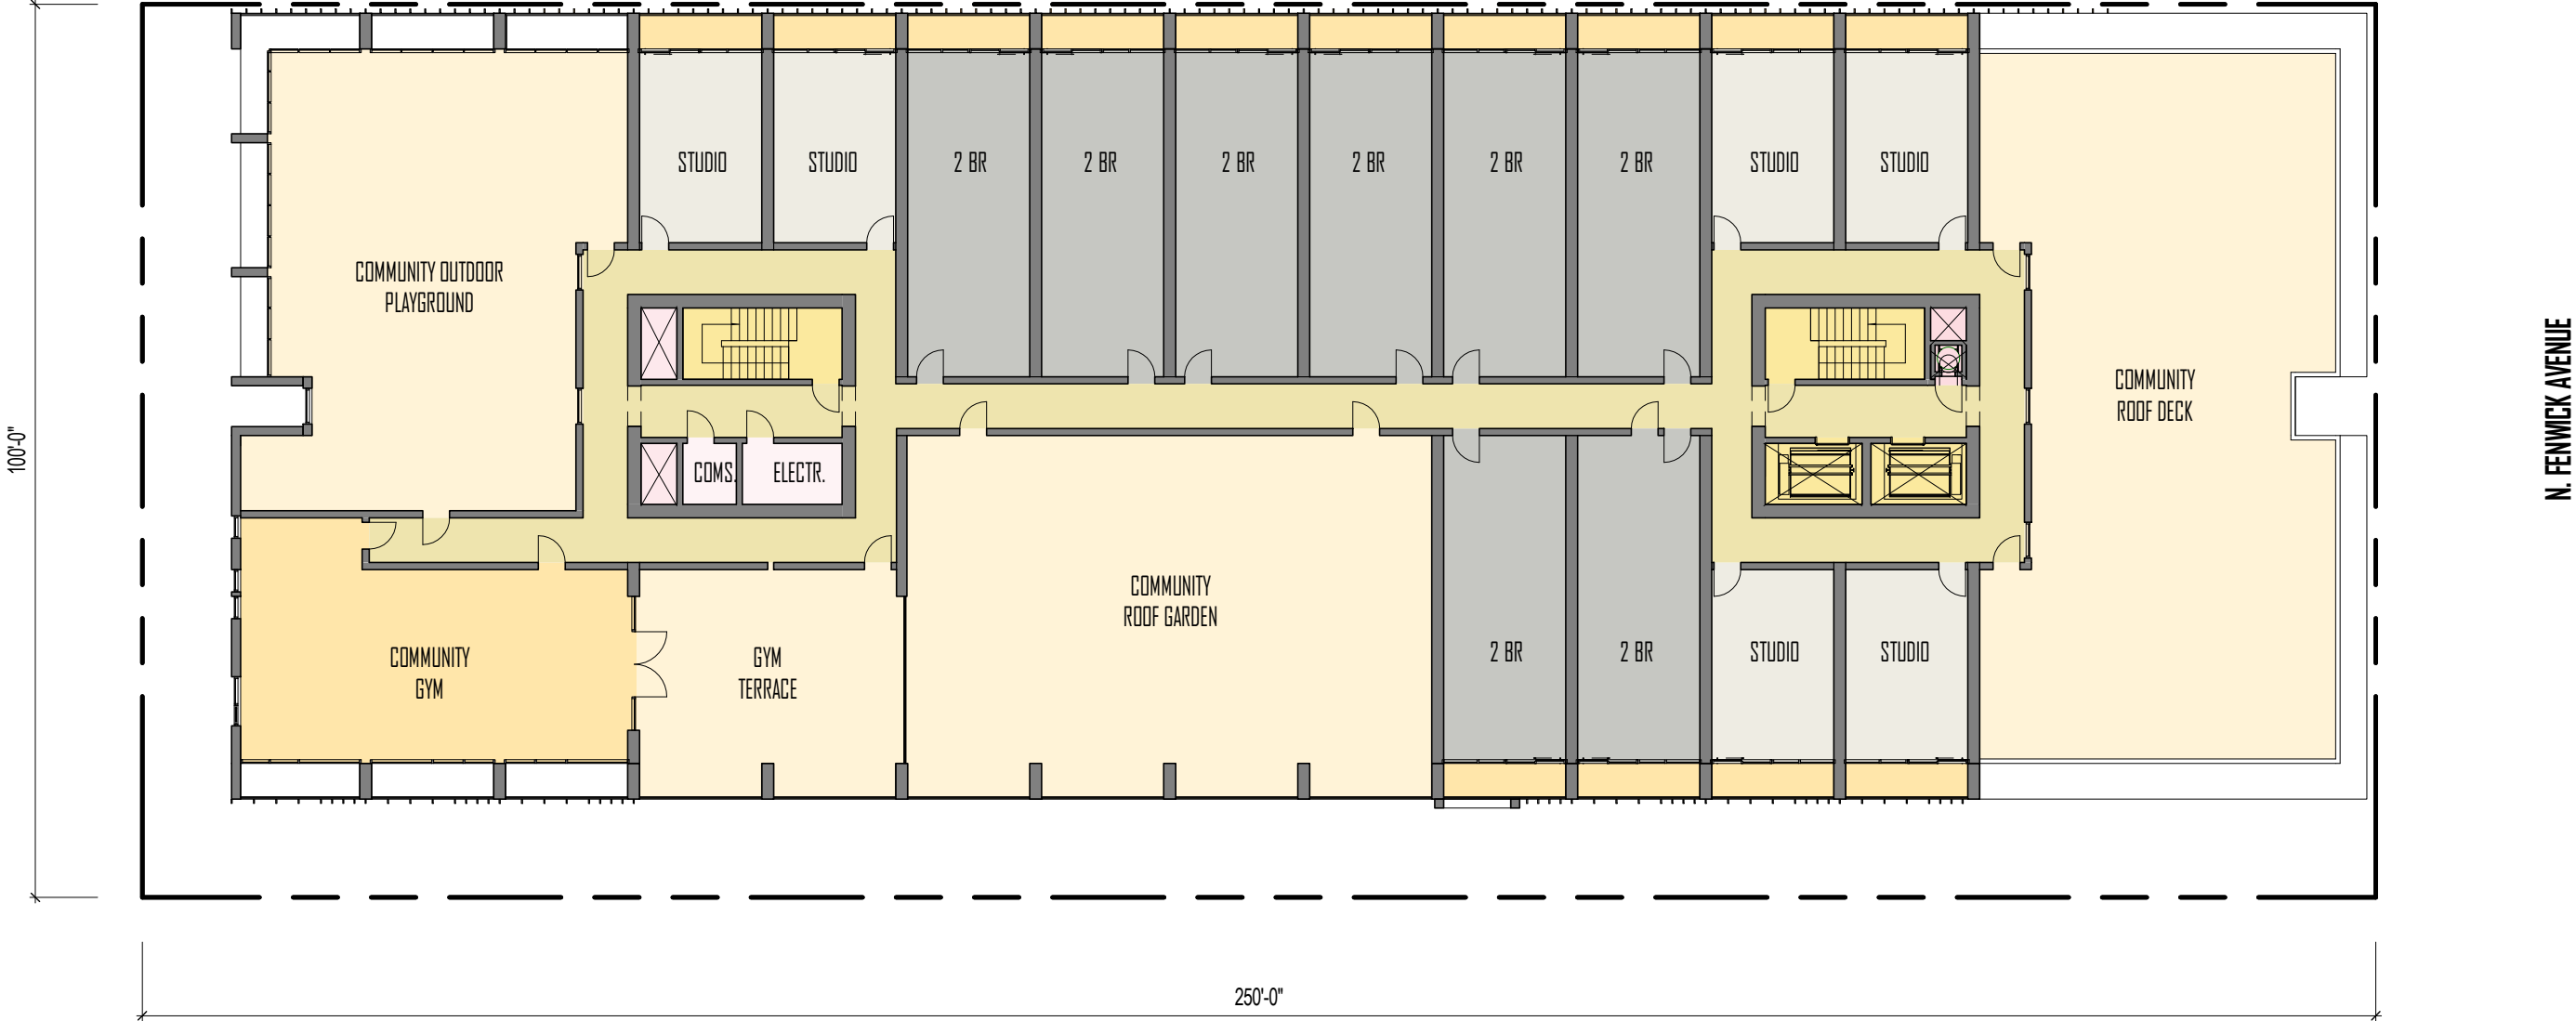 STUDIO
STUDIO
2 BR
2 BR
2 BR
2 BR
2 BR
2 BR
STUDIO
STUDIO
COMMUNITY OUTDOOR
PLAYGROUND
COMMUNITY
ROOF DECK
N. FENWICK AVENUE
100'-0"
COMS.
ELECTR.
COMMUNITY
ROOF GARDEN
COMMUNITY
GYM
GYM
TERRACE
2 BR
2 BR
STUDIO
STUDIO
250'-0"